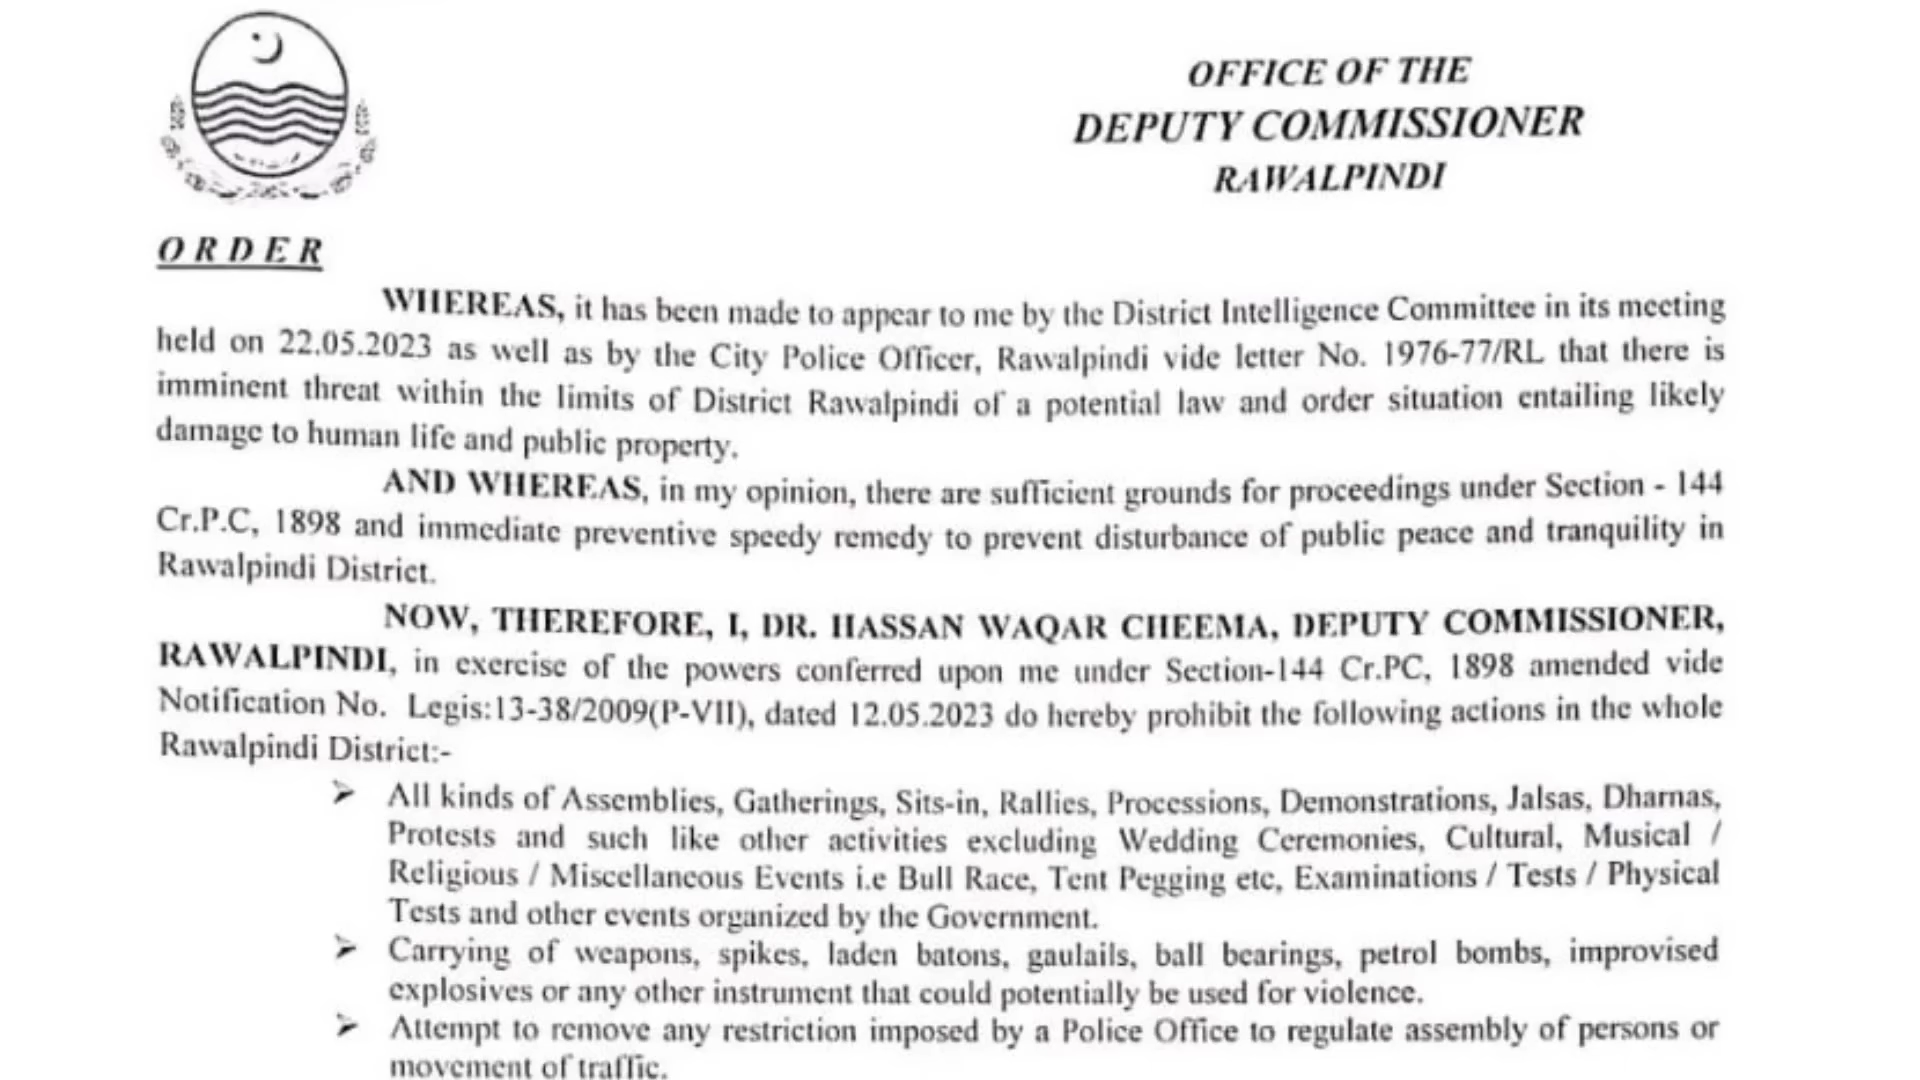 OFFICE OF THE
DEPUTY COMMISSIONER
RAWALPINDI
ORDER
WHEREAS, it has been made to appear to me by the District Intelligence Committee in its meeting
held on 22.05.2023 as well as by the City Police Officer, Rawalpindi vide letter No. 1976-77/RL that there is
imminent threat within the limits of District Rawalpindi of a potential law and order situation entailing likely
damage to human life and public property.
AND WHEREAS, in my opinion, there are sufficient grounds for proceedings under Section - 144
Cr.P.C, 1898 and immediate preventive speedy remedy to prevent disturbance of public peace and tranquility in
Rawalpindi District.
NOW, THEREFORE, I, DR. HASSAN WAQAR CHEEMA, DEPUTY COMMISSIONER,
RAWALPINDI, in exercise of the powers conferred upon me under Section-144 Cr.PC, 1898 amended vide
Notification No. Legis:13-38/2009(P-VII), dated 12.05.2023 do hereby prohibit the following actions in the whole
Rawalpindi District:-
➤ All kinds of Assemblies, Gatherings, Sits-in, Rallies, Processions, Demonstrations, Jalsas, Dharnas,
Protests and such like other activities excluding Wedding Ceremonies, Cultural, Musical /
Religious / Miscellaneous Events i.e Bull Race, Tent Pegging etc, Examinations / Tests / Physical
Tests and other events organized by the Government.
➤ Carrying of weapons, spikes, laden batons, gaulails, ball bearings, petrol bombs, improvised
explosives or any other instrument that could potentially be used for violence.
➤ Attempt to remove any restriction imposed by a Police Office to regulate assembly of persons or
movement of traffic.